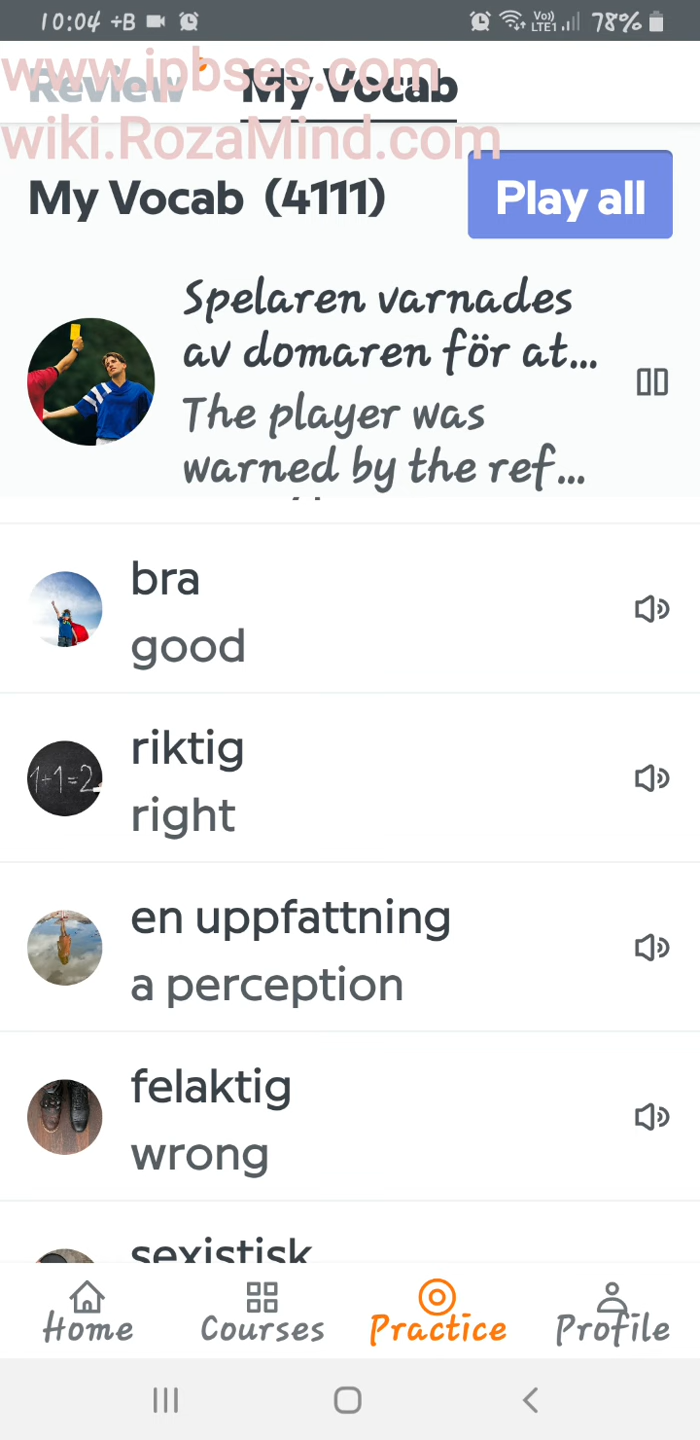 10:04 +B
Vo)) LTE1 78%
www.ipbses.com
Review My Vocab
wiki.RozaMind.com
My Vocab (4111)
Play all
Spelaren varnades
av domaren för at...
The player was
warned by the ref...
bra
good
riktig
right
1+1=2
en uppfattning
a perception
felaktig
wrong
sexistisk
Home Courses Practice Profile